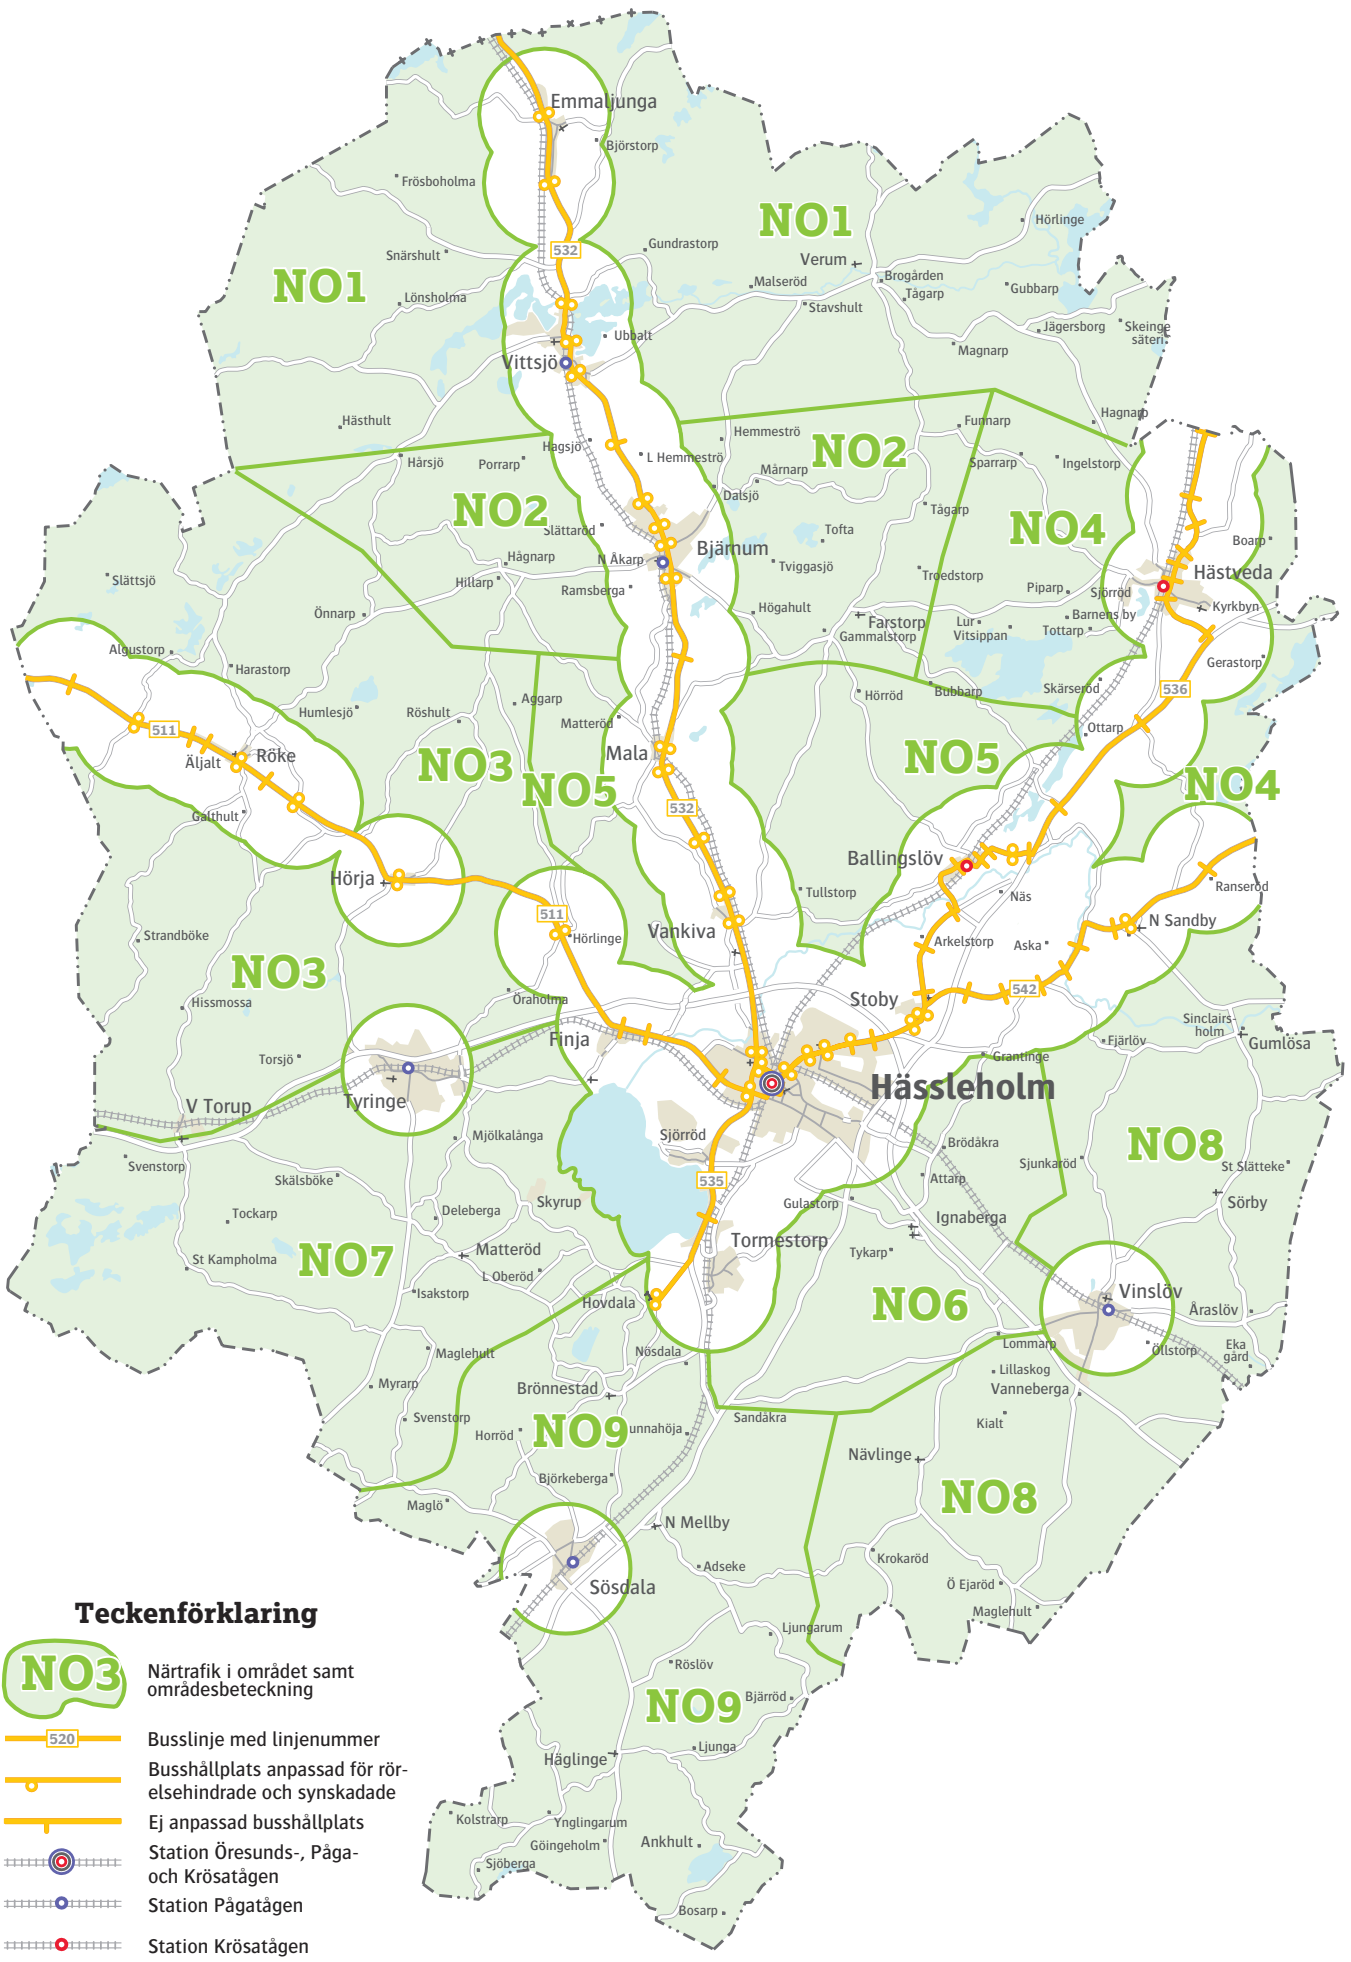 Emmaljunga
Björstorp
Frösboholma
NO1
Hörlinge
Gundrastorp
532
Snärshult
Verum
NO1
Malseröd
Brogården
Tågarp
Gubbarp
Lönsholma
Stavshult
Jägersborg
Skeinge
säteri
Ubbalt
Magnarp
Vittsjö
Hästhult
Hagnarp
Funnarp
Hemmeströ
NO2
Hagsjö
L Hemmeströ
Hårsjö
Porrarp
Mårnarp
Sparrarp
Ingelstorp
Dalsjö
NO2
Tågarp
NO4
Slättaröd
Tofta
Bjärnum
Boarp
Hågnarp
N Åkarp
Tviggasjö
Hästveda
Slättsjö
Hillarp
Ramsberga
Troedstorp
Piparp
Sjörröd
Högahult
Kyrkbyn
Önnarp
Farstorp
Barnens by
Lur
Vitsippan
Tottarp
Gammalstorp
Algustorp
Gerastorp
Harastorp
Skärseröd
536
Aggarp
Hörröd
Bubbarp
Humlesjö
Röshult
Matteröd
511
Ottarp
Äljalt
Röke
NO3
Mala
NO5
NO5
NO4
532
Galthult
Ballingslöv
Hörja
Tullstorp
Näs
Ranseröd
511
N Sandby
Strandböke
Hörlinge
Vankiva
Arkelstorp
Aska
NO3
542
Hissmossa
Öraholma
Stoby
Sinclairs-
holm
Gumlösa
Finja
Fjärlöv
Torsjö
Grantinge
Hässleholm
Tyringe
V Torup
Mjölkalånga
Sjörröd
Brödåkra
NO8
Svenstorp
Sjunkaröd
St Slätteke
Skälsböke
535
Attarp
Skyrup
Gulastorp
Sörby
Tockarp
Deleberga
Ignaberga
Tormestorp
NO7
Matteröd
Tykarp
St Kampholma
L Oberöd
Isakstorp
Hovdala
NO6
Vinslöv
Åraslöv
Maglehult
Nösdala
Lommarp
Öllstorp
Eka
gård
Lillaskog
Myrarp
Brönnestad
Vanneberga
Svenstorp
Sandåkra
Kialt
Horröd
NO9
unnahöja
Nävlinge
Björkeberga
NO8
Maglö
N Mellby
Krokaröd
Adseke
Sösdala
Ö Ejaröd
Maglehult
Ljungarum
Röslöv
NO9
Bjärröd
Ljunga
Häglinge
Kolstrarp
Ynglingarum
Göingeholm
Ankhult
Sjöberga
Bosarp
Teckenförklaring
NO3
Närtrafik i området samt
områdesbeteckning
520
Busslinje med linjenummer
Busshållplats anpassad för rör-
elsehindrade och synskadade
Ej anpassad busshållplats
Station Öresunds-, Påga-
och Krösatågen
Station Pågatågen
Station Krösatågen